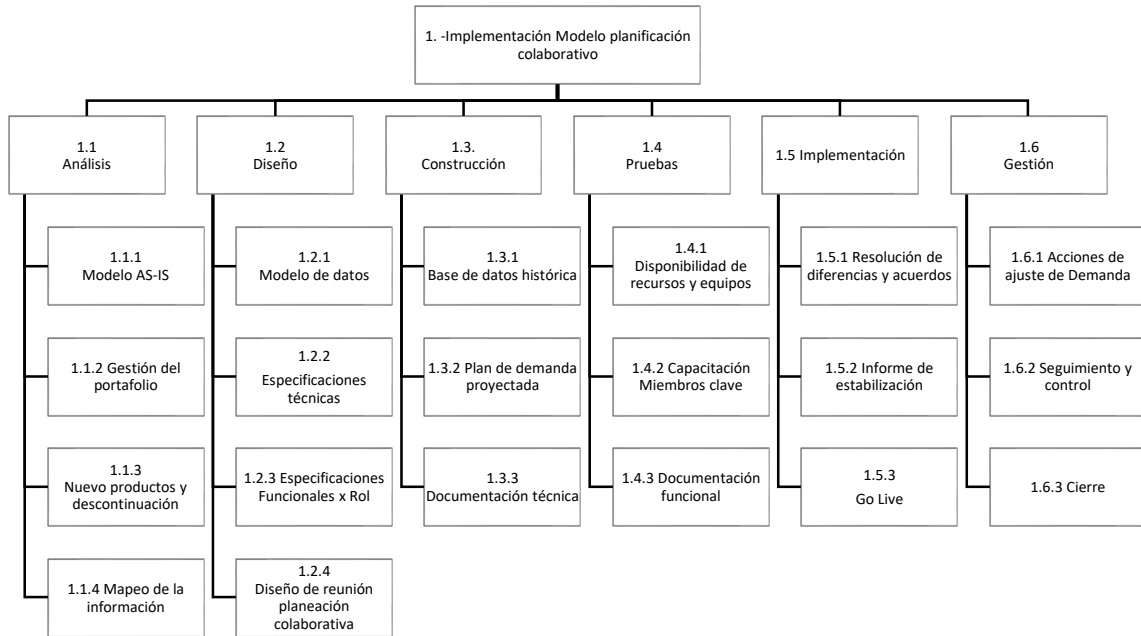 1. -Implementación Modelo planificación
colaborativo
1.1
Análisis
1.2
Diseño
1.3.
Construcción
1.4
Pruebas
1.5 Implementación
1.6
Gestión
1.1.1
Modelo AS-IS
1.2.1
Modelo de datos
1.3.1
Base de datos histórica
1.4.1
Disponibilidad de
recursos y equipos
1.5.1 Resolución de
diferencias y acuerdos
1.6.1 Acciones de
ajuste de Demanda
1.1.2 Gestión del
portafolio
1.2.2
Especificaciones
técnicas
1.3.2 Plan de demanda
proyectada
1.4.2 Capacitación
Miembros clave
1.5.2 Informe de
estabilización
1.6.2 Seguimiento y
control
1.1.3
Nuevo productos y
descontinuación
1.2.3 Especificaciones
Funcionales x Rol
1.3.3
Documentación técnica
1.4.3 Documentación
funcional
1.5.3
Go Live
1.6.3 Cierre
1.1.4 Mapeo de la
información
1.2.4
Diseño de reunión
planeación
colaborativa